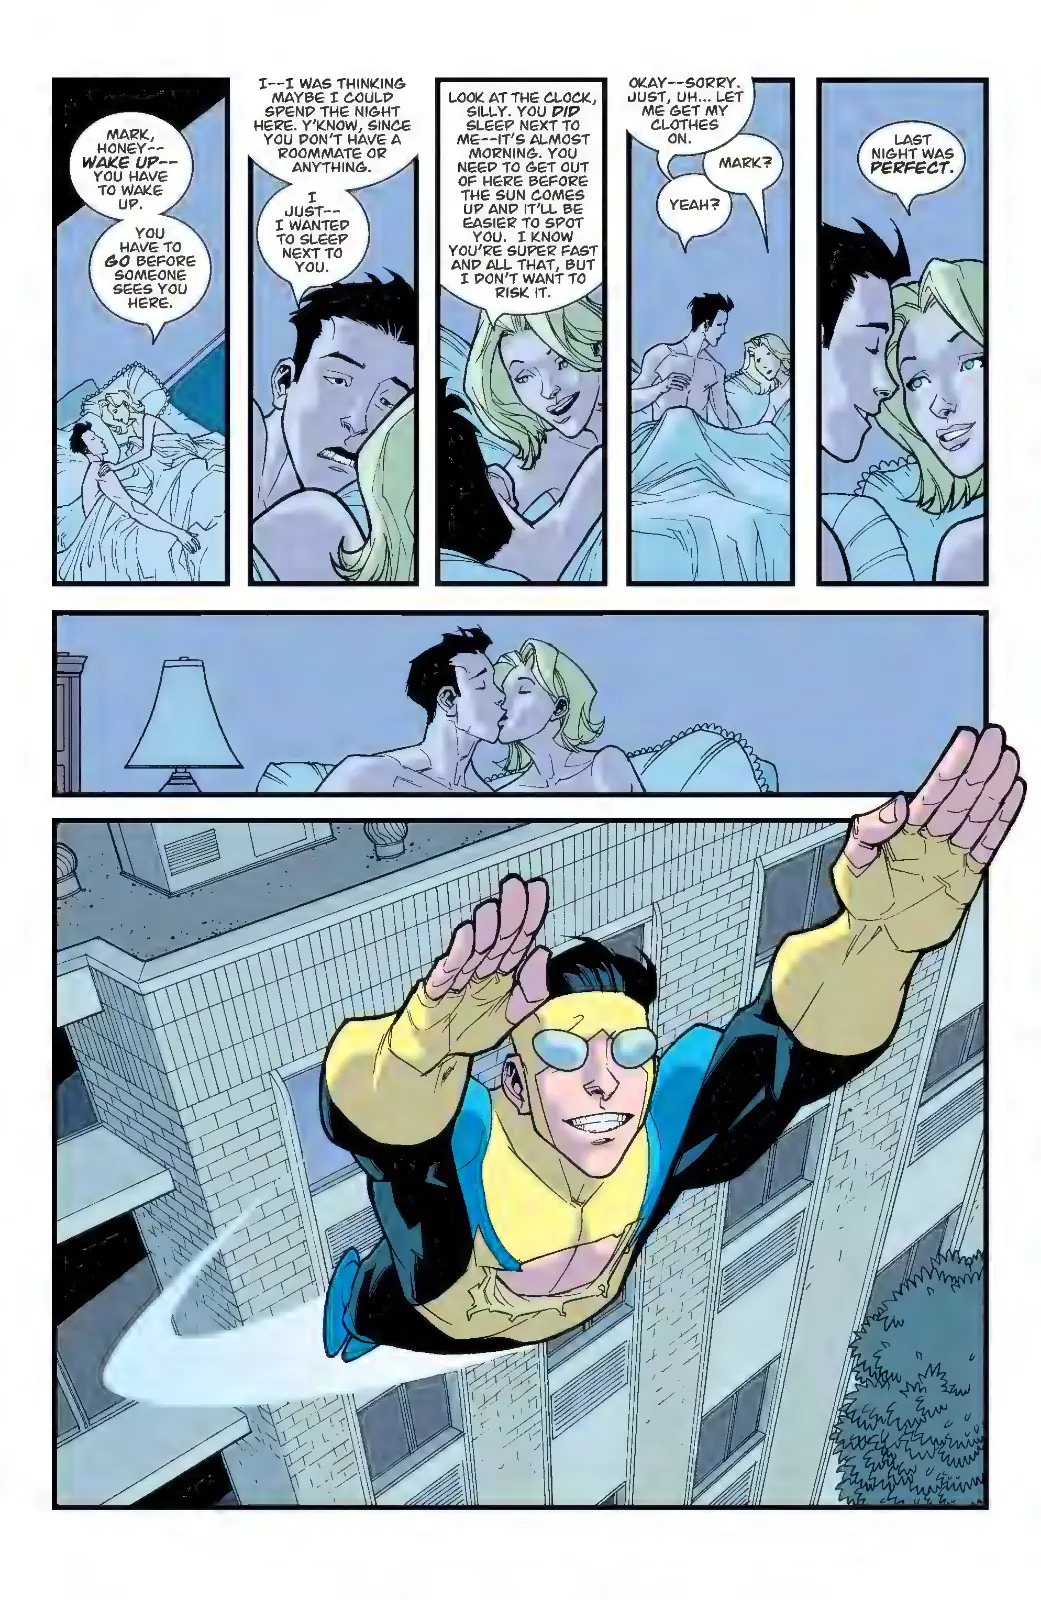 MARK,
HONEY--
WAKE UP--
YOU HAVE
TO WAKE
UP.
YOU
HAVE TO
GO BEFORE
SOMEONE
SEES YOU
HERE.
I--I WAS THINKING
MAYBE I COULD
SPEND THE NIGHT
HERE. Y'KNOW, SINCE
YOU DON'T HAVE A
ROOMMATE OR
ANYTHING.
I
JUST--
I WANTED
TO SLEEP
NEXT TO
YOU.
LOOK AT THE CLOCK,
SILLY. YOU DID
SLEEP NEXT TO
ME--IT'S ALMOST
MORNING. YOU
NEED TO GET OUT
OF HERE BEFORE
THE SUN COMES
UP AND IT'LL BE
EASIER TO SPOT
YOU. I KNOW
YOU'RE SUPER FAST
AND ALL THAT, BUT
I DON'T WANT TO
RISK IT.
OKAY--SORRY.
JUST, UH... LET
ME GET MY
CLOTHES
ON.
MARK?
YEAH?
LAST
NIGHT WAS
PERFECT.